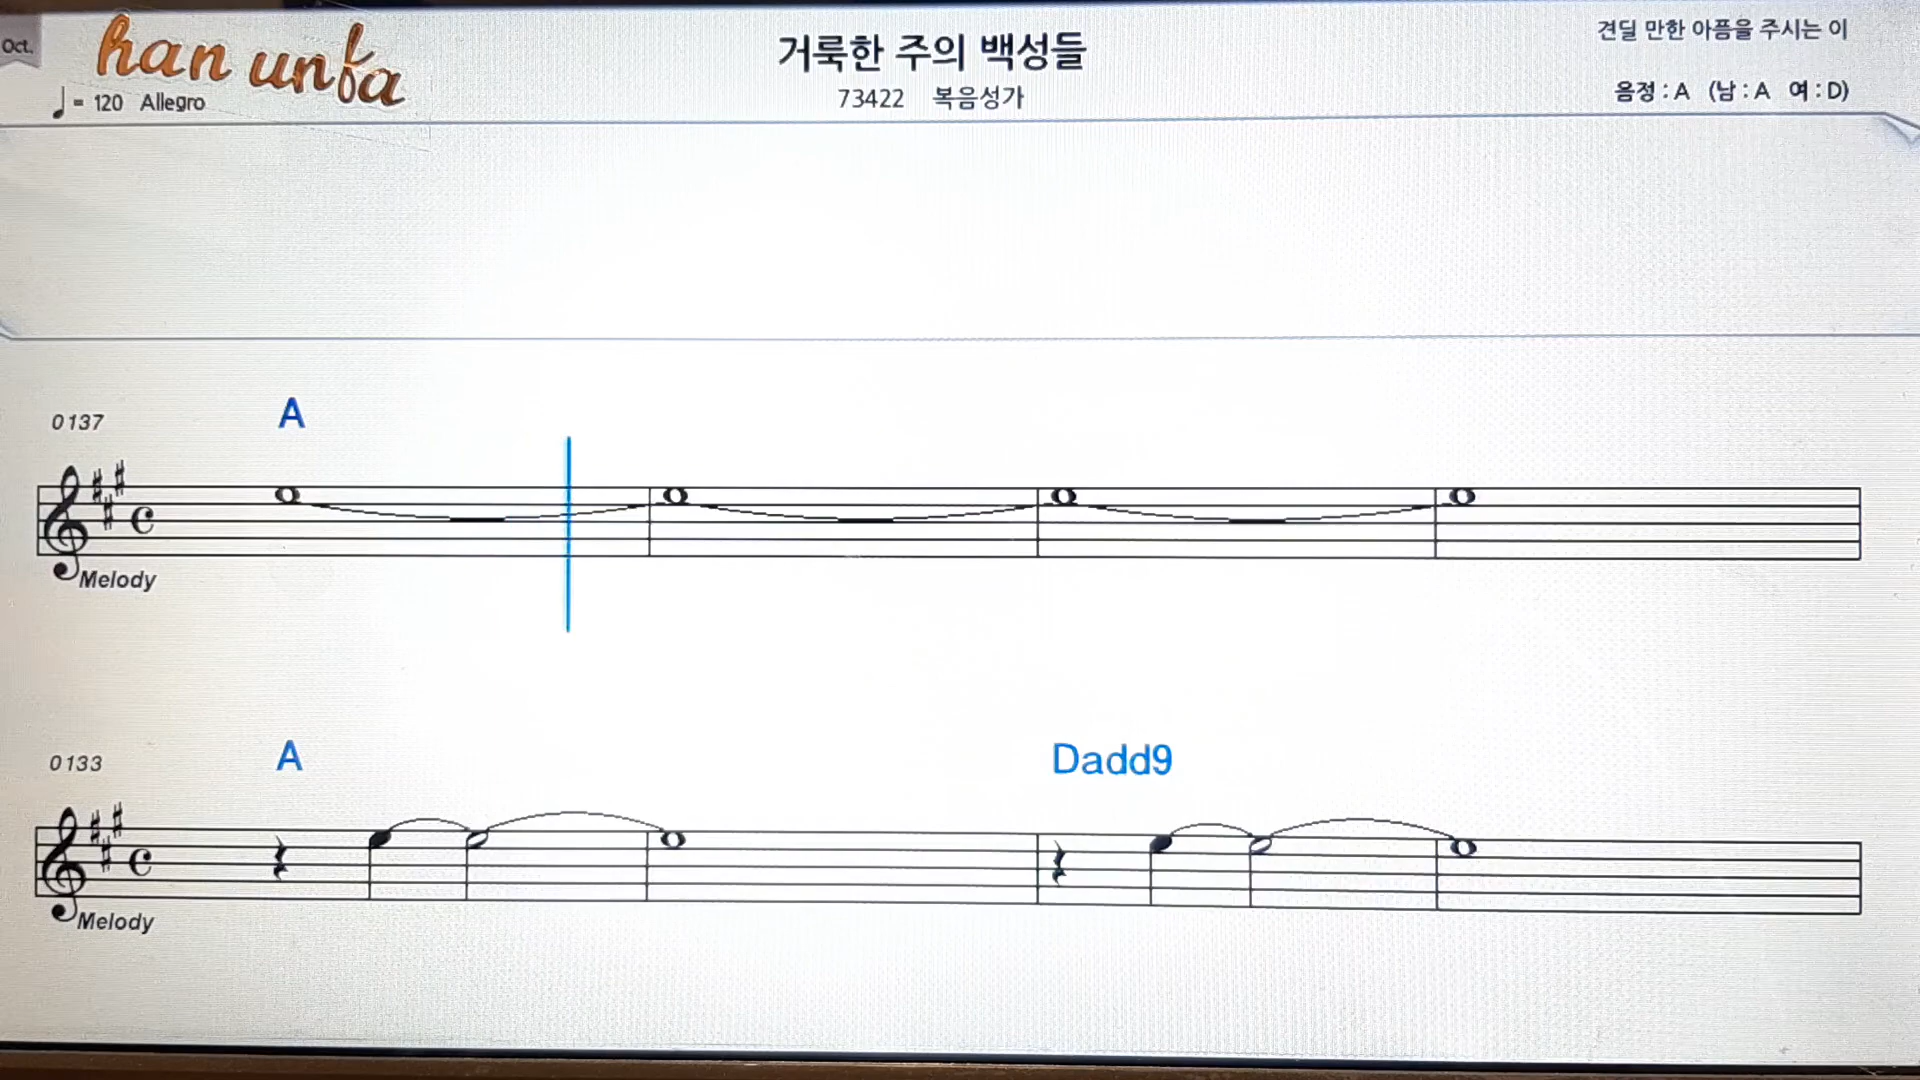 Oct.
han unfa
= 120 Allegro
거룩한 주의 백성들
73422 복음성가
견딜 만한 아픔을 주시는 이
음정 : A (남 : A 여 : D)
0137
A
Melody
0133
A
Dadd9
Melody